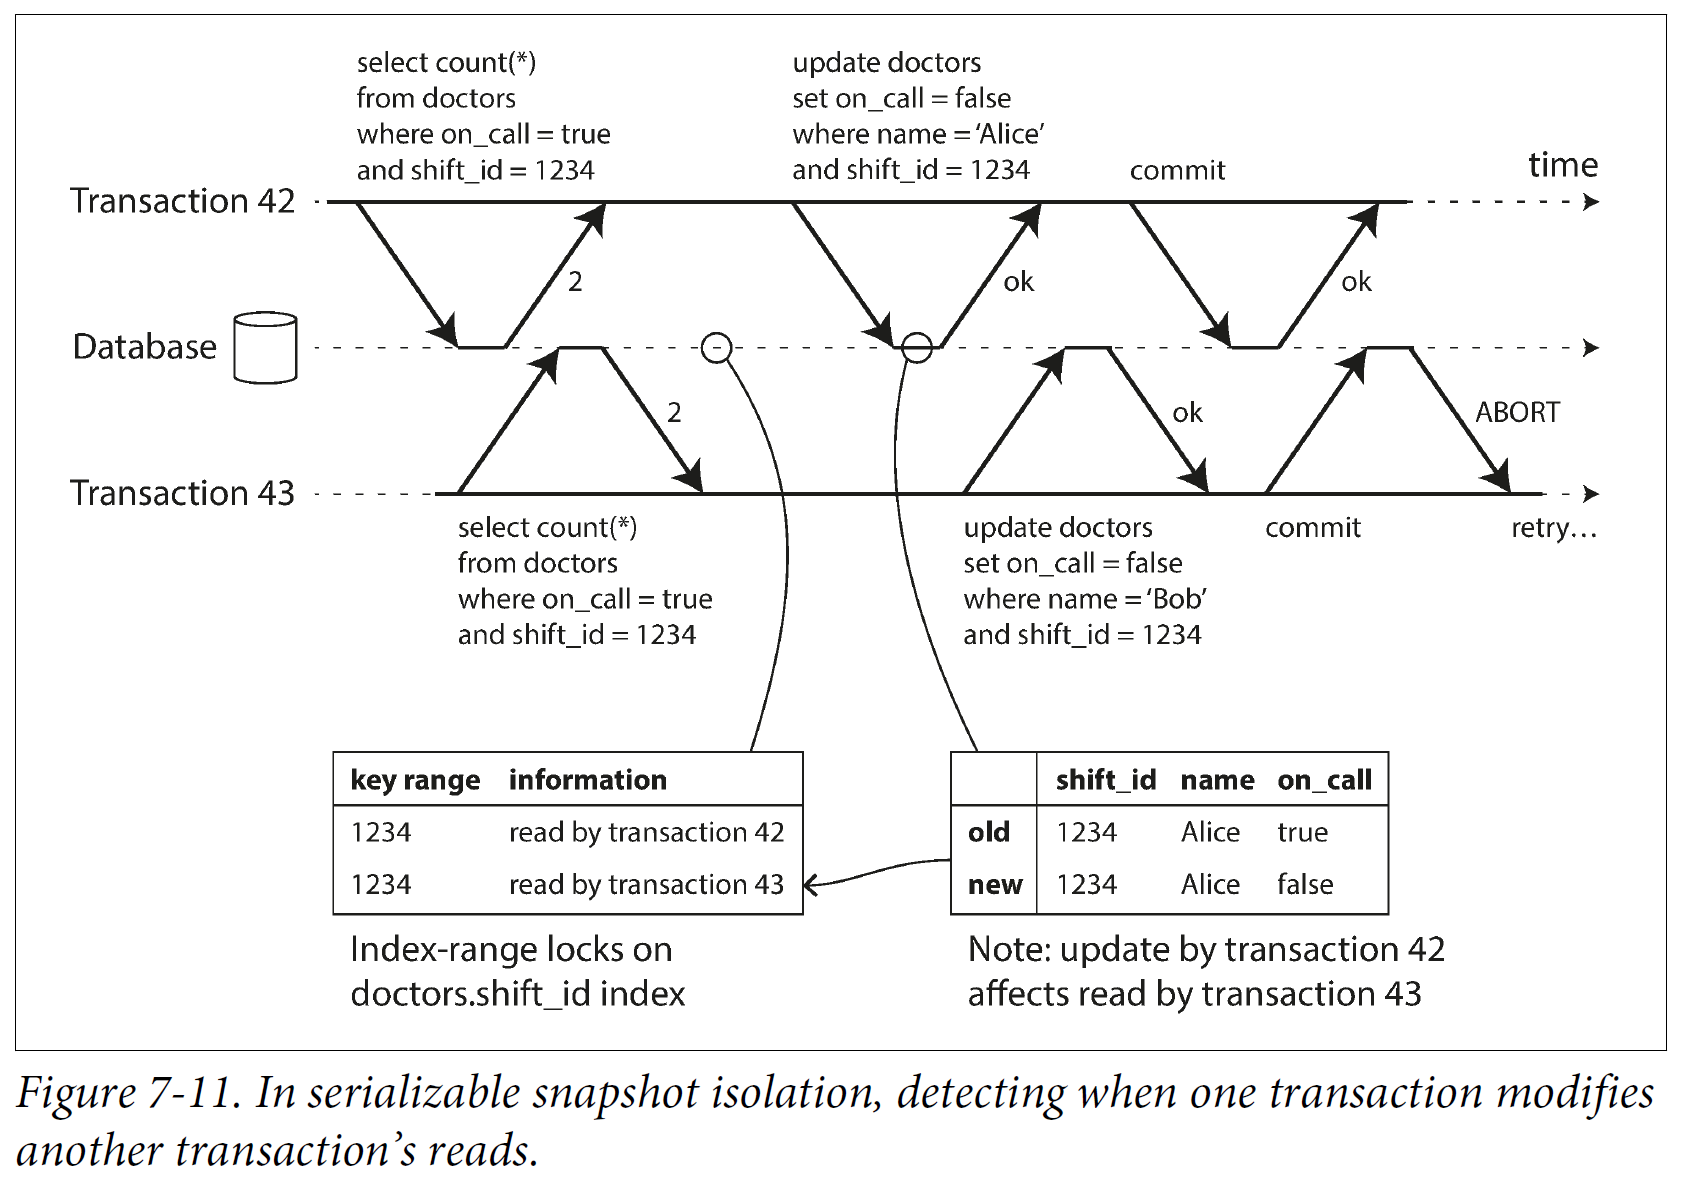 select count(*)
from doctors
where on_call = true
and shift_id = 1234
update doctors
set on_call = false
where name = ‘Alice’
and shift_id = 1234
commit
time
Transaction 42
2
ok
ok
Database
2
ok
ABORT
Transaction 43
select count(*)
from doctors
where on_call = true
and shift_id = 1234
update doctors
set on_call = false
where name = ‘Bob’
and shift_id = 1234
commit
retry…
key range information
1234 read by transaction 42
1234 read by transaction 43
Index-range locks on
doctors.shift_id index
shift_id name on_call
old 1234 Alice true
new 1234 Alice false
Note: update by transaction 42
affects read by transaction 43
Figure 7-11. In serializable snapshot isolation, detecting when one transaction modifies
another transaction’s reads.